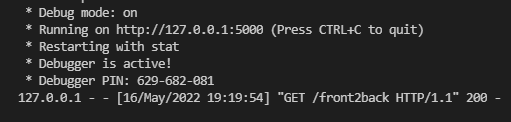 * Debug mode: on
* Running on http://127.0.0.1:5000 (Press CTRL+C to quit)
* Restarting with stat
* Debugger is active!
* Debugger PIN: 629-682-081
127.0.0.1 - - [16/May/2022 19:19:54] "GET /front2back HTTP/1.1" 200 -